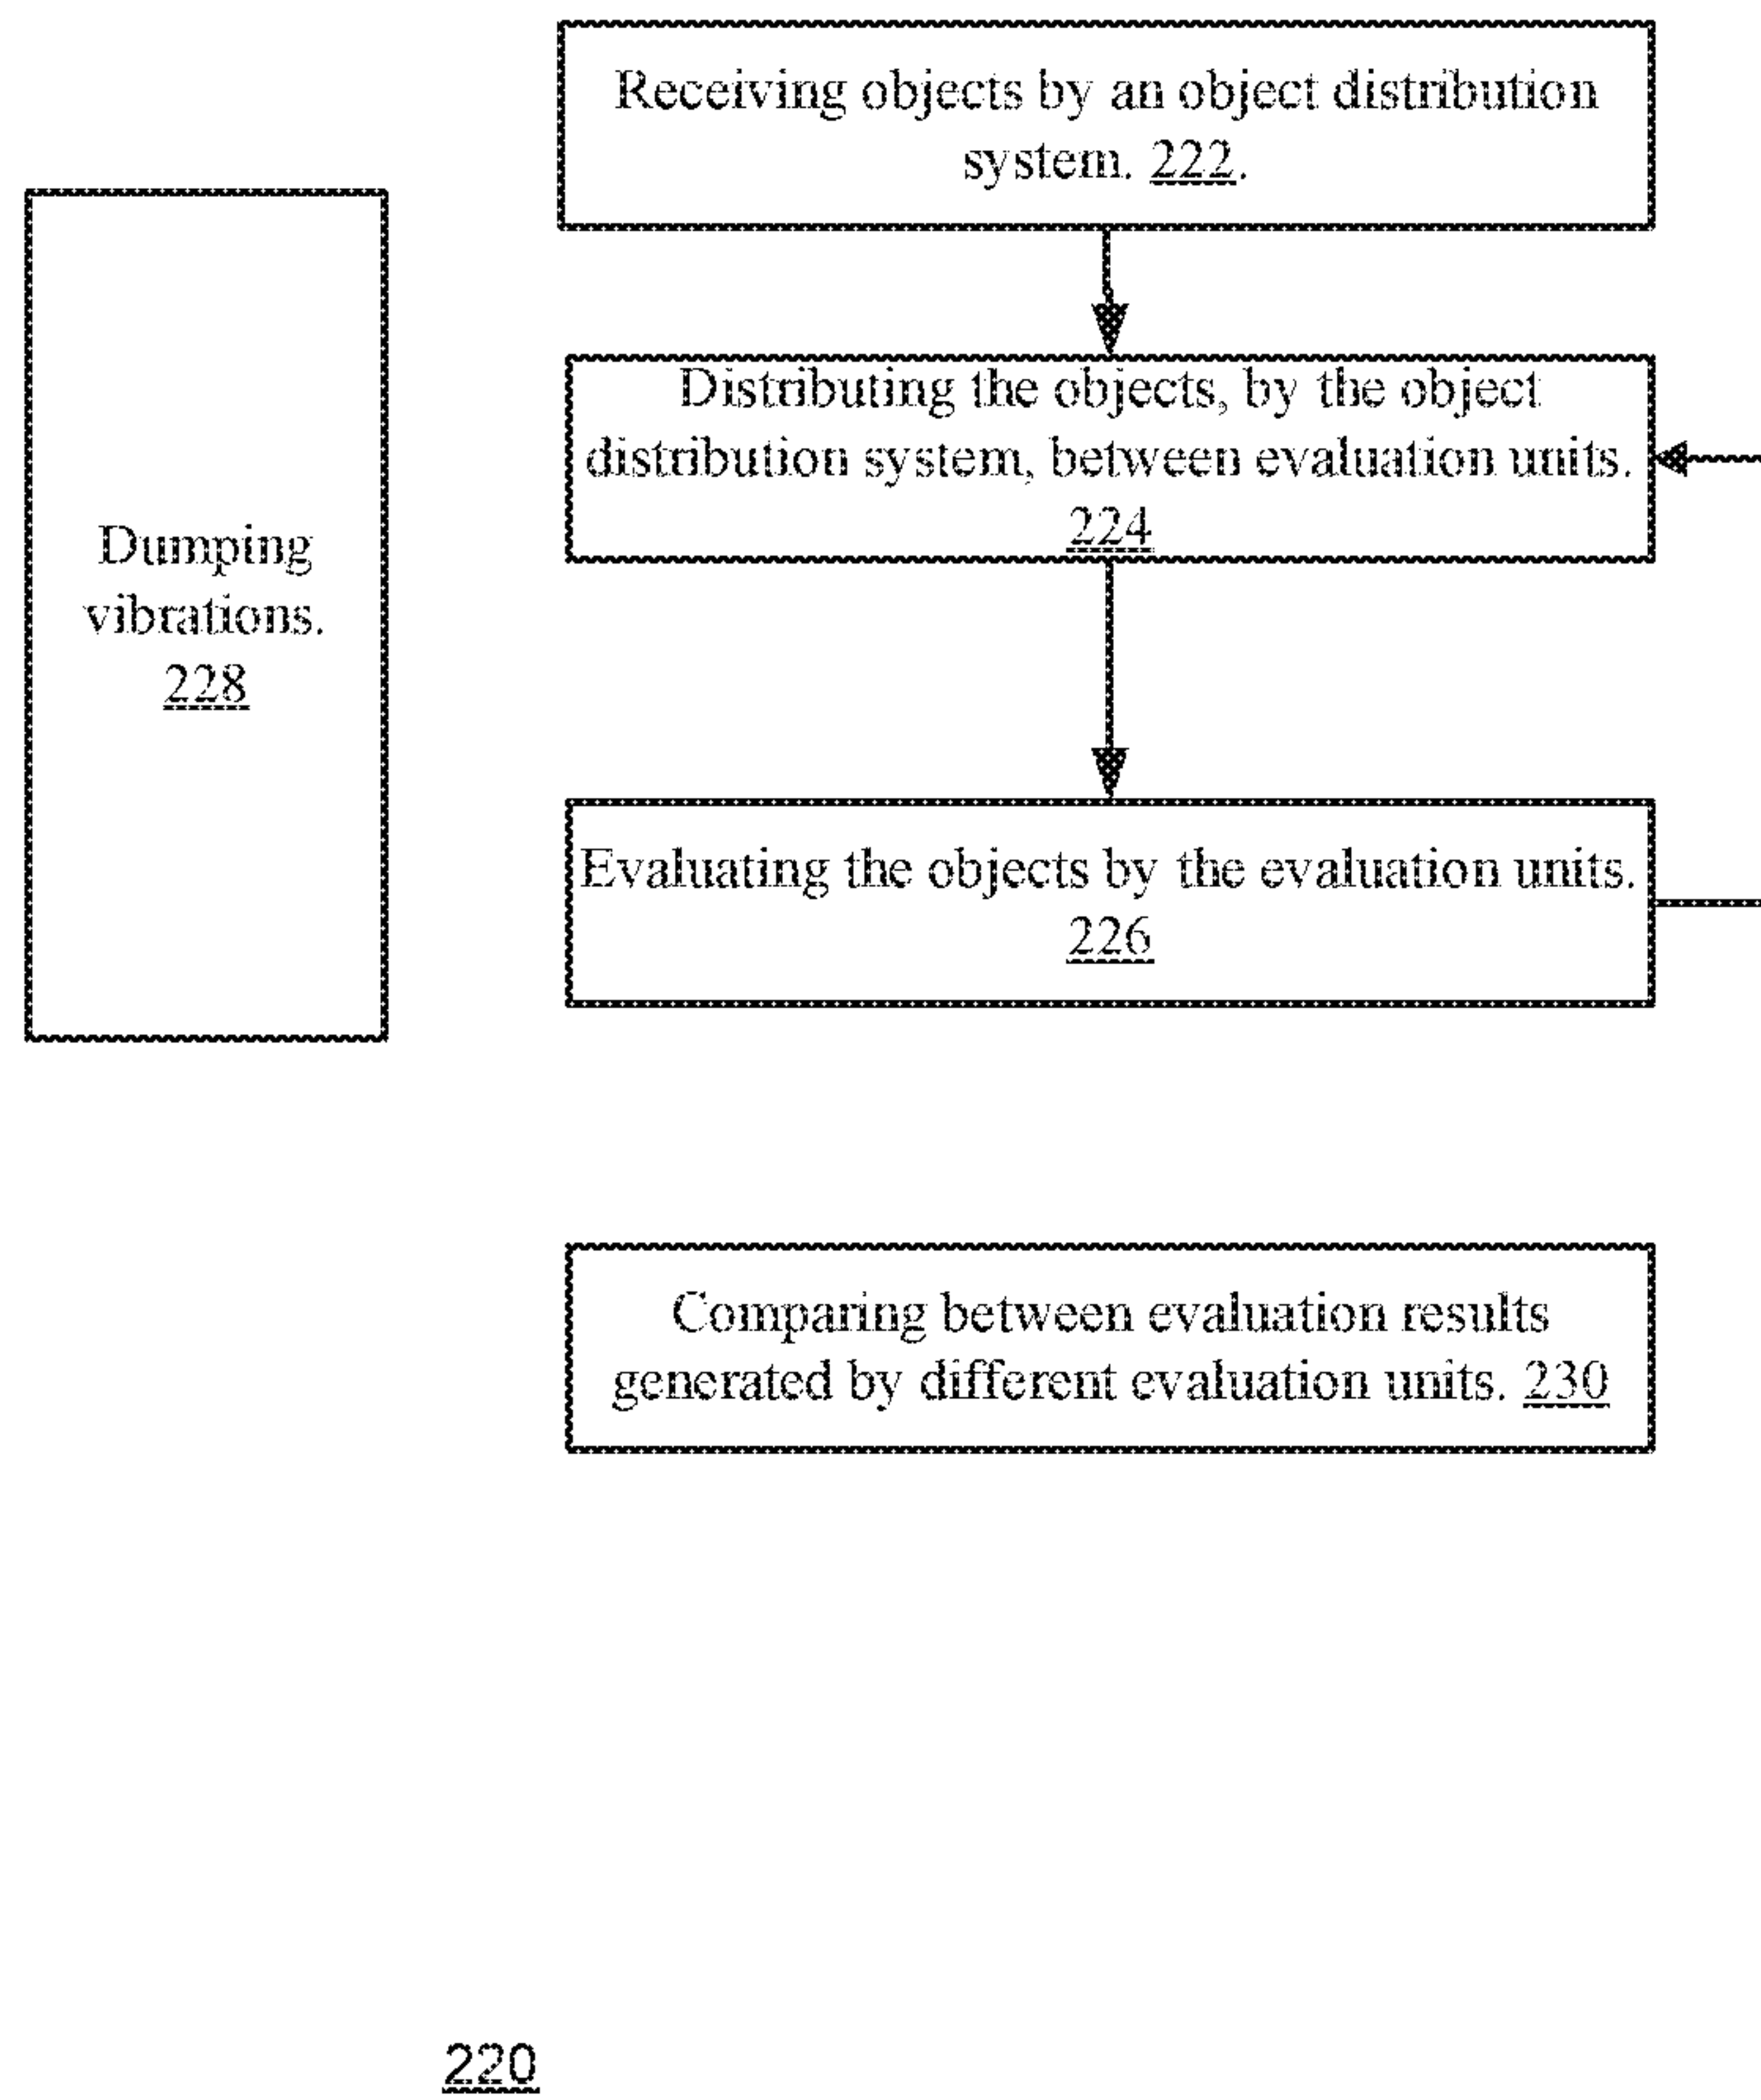 Receiving objects by an object distribution
system. 222.
Distributing the objects, by the object
distribution system, between evaluation units.
224
Dumping
vibrations.
228
Evaluating the objects by the evaluation units.
226
Comparing between evaluation results
generated by different evaluation units. 230
220